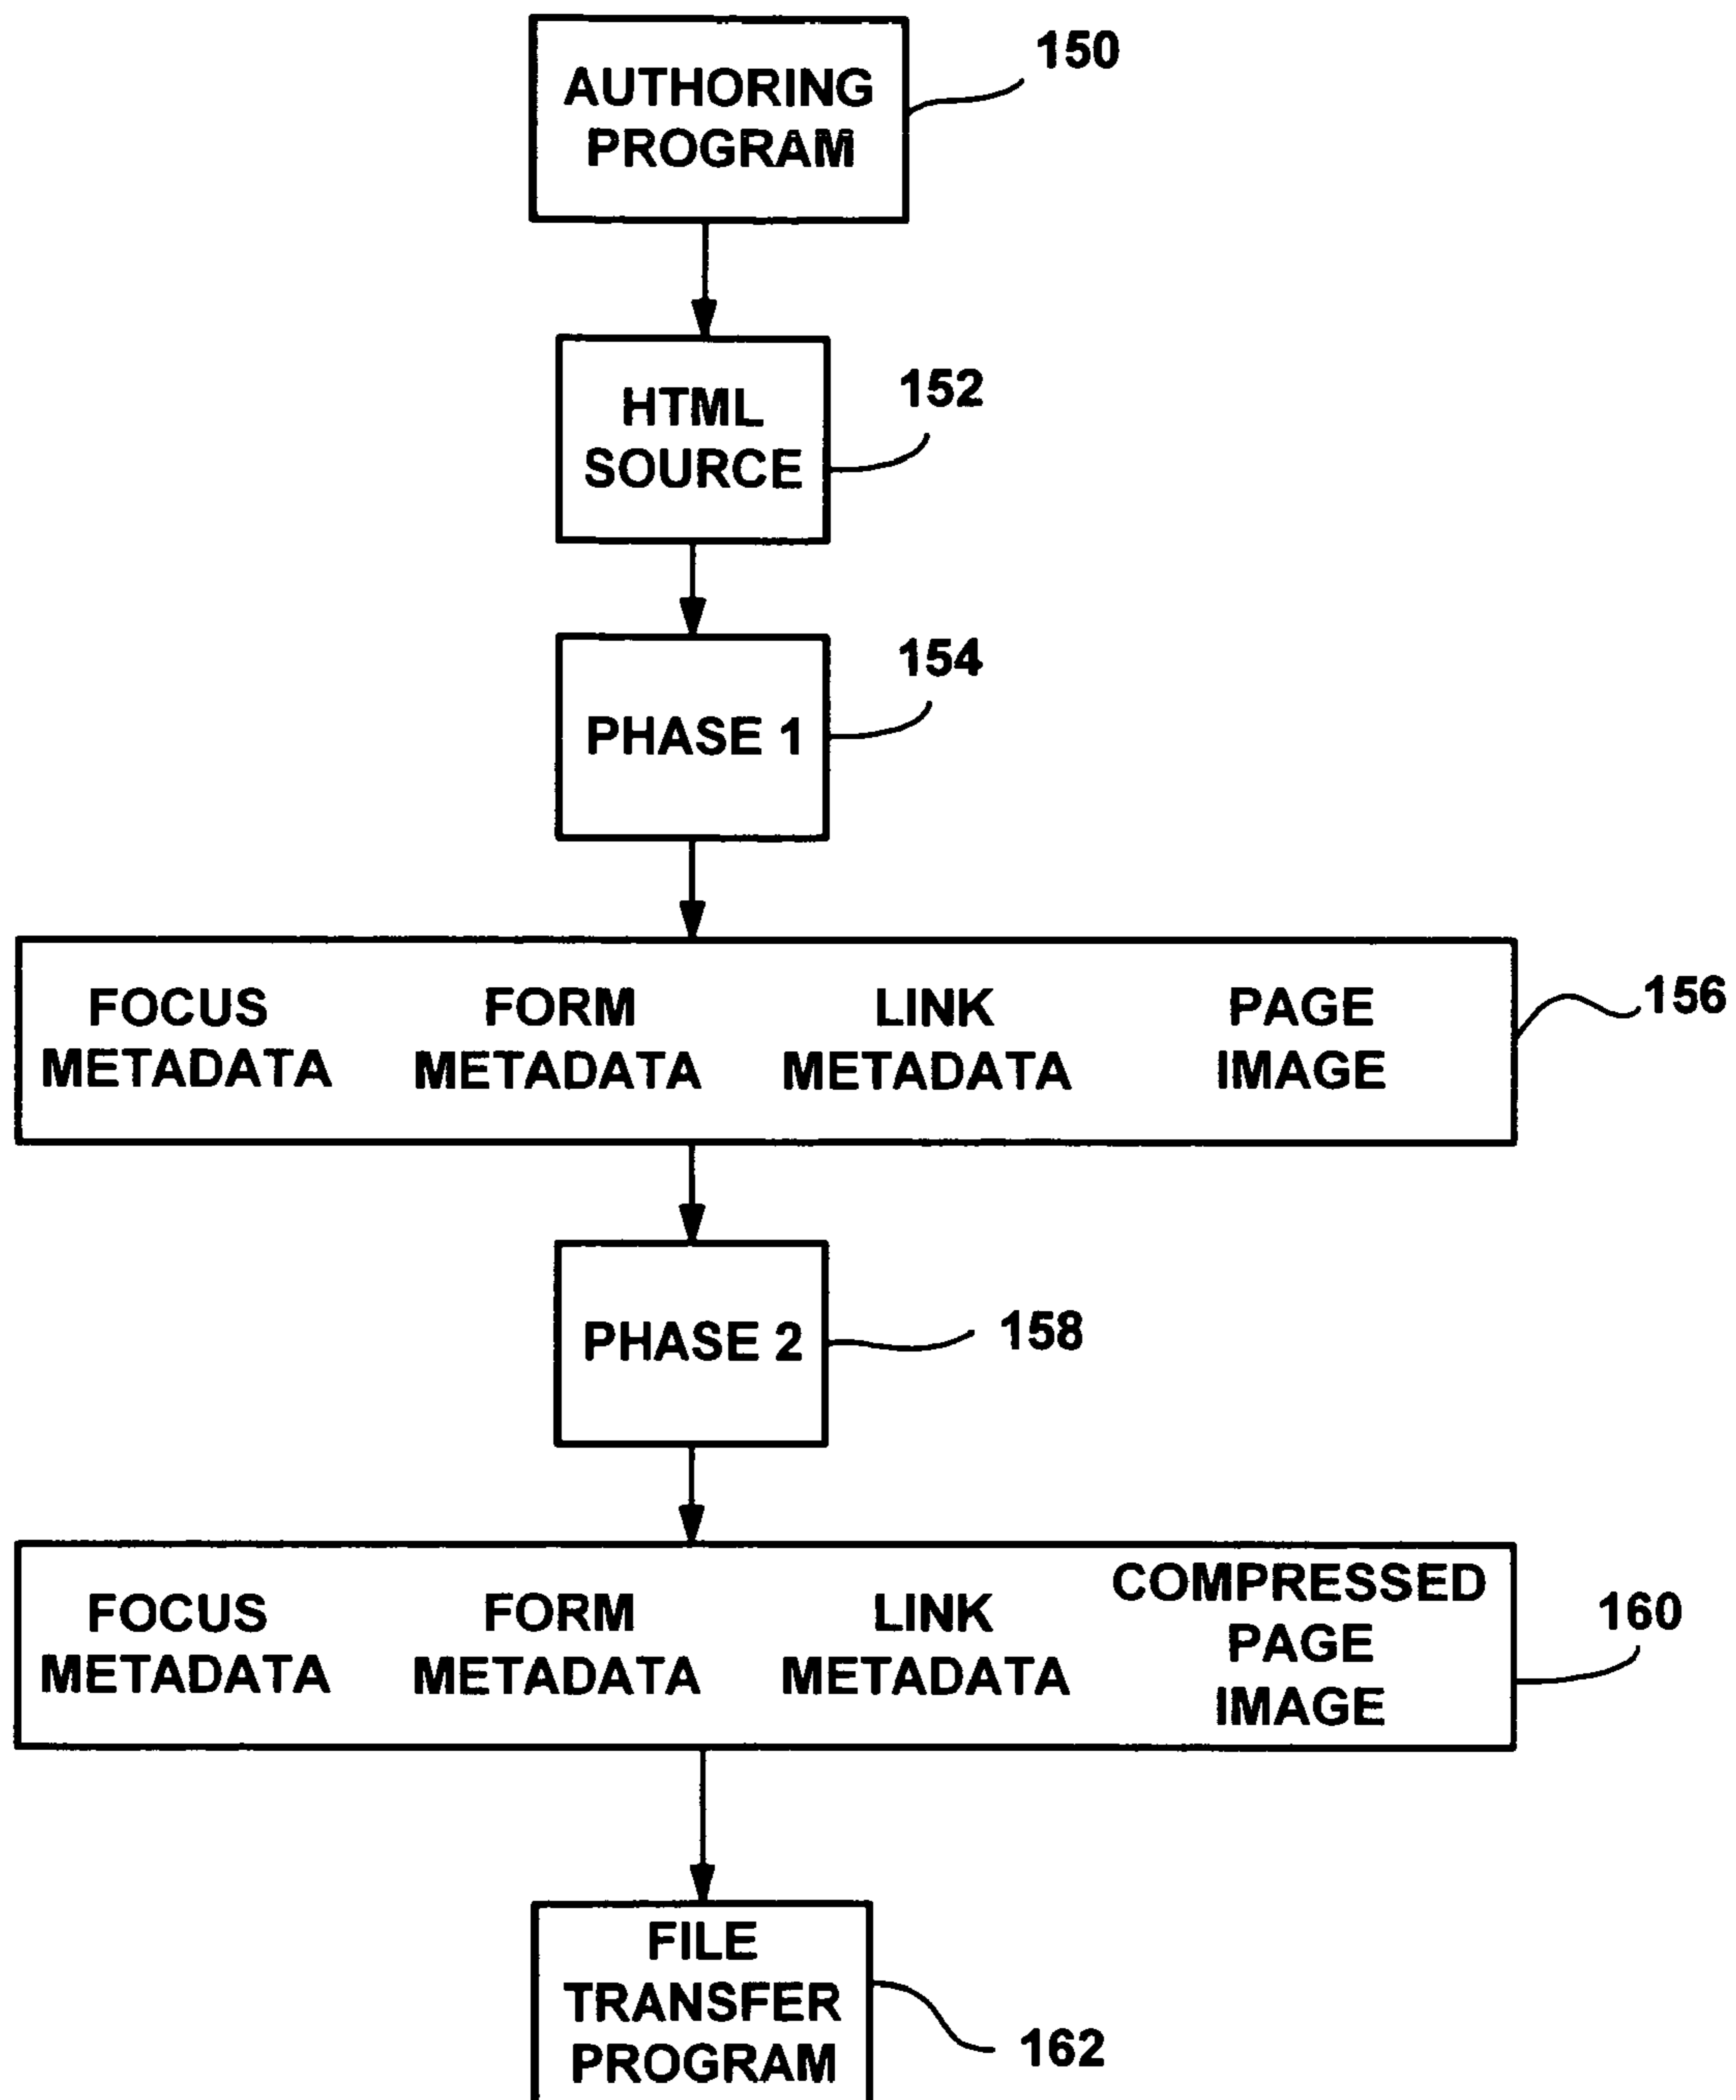 AUTHORING
PROGRAM
150
HTML
SOURCE
152
PHASE 1
154
FOCUS
METADATA
FORM
METADATA
LINK
METADATA
PAGE
IMAGE
156
PHASE 2
158
FOCUS
METADATA
FORM
METADATA
LINK
METADATA
COMPRESSED
PAGE
IMAGE
160
FILE
TRANSFER
PROGRAM
162